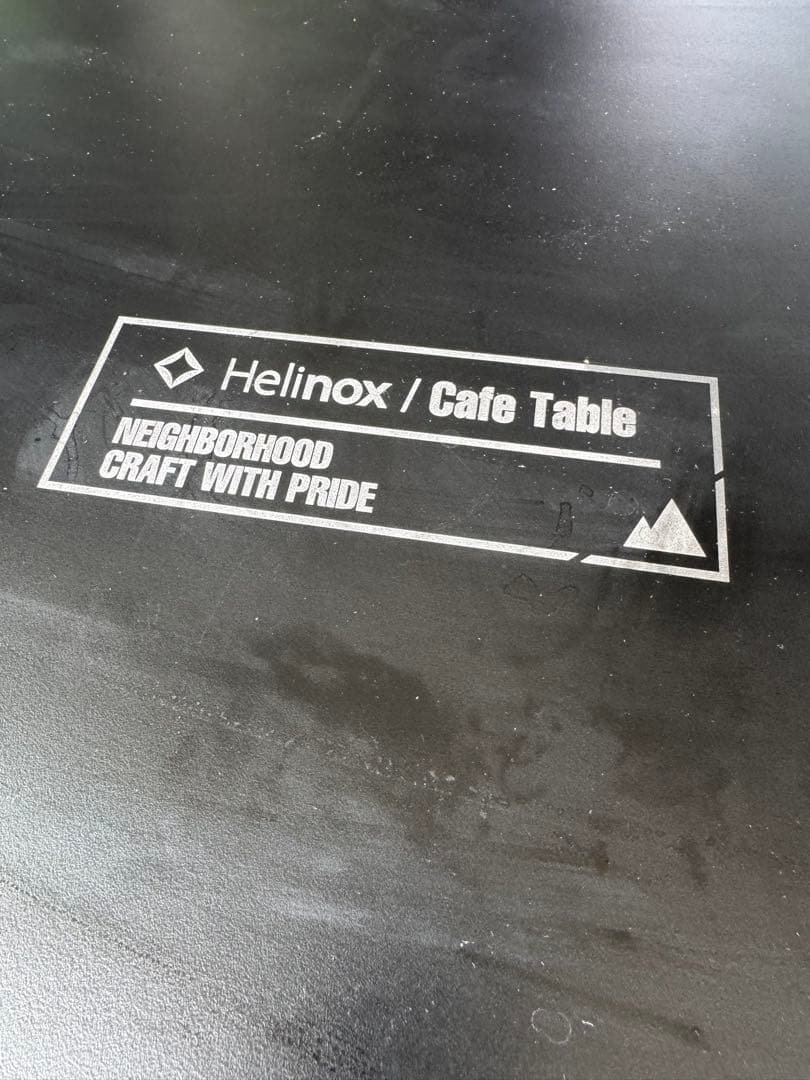 Helinox / Cafe Table
NEIGHBORHOOD
CRAFT WITH PRIDE